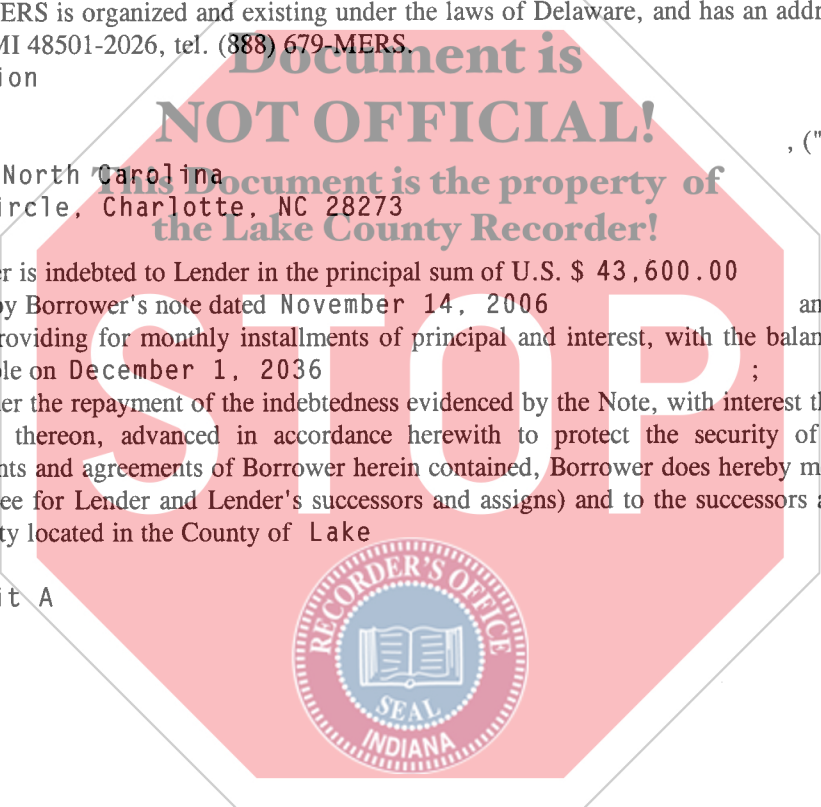 ERS is organized and existing under the laws of Delaware, and has an addr
MI 48501-2026, tel. (888) 679-MERS.
Document is
ion
NOT OFFICIAL!
, ("
This Document is the property of
North Carolina
ircle, Charlotte, NC 28273
the Lake County Recorder!
r is indebted to Lender in the principal sum of U.S. $ 43,600.00
by Borrower's note dated November 14, 2006 an
roviding for monthly installments of principal and interest, with the balan
le on December 1, 2036 ;
er the repayment of the indebtedness evidenced by the Note, with interest th
thereon, advanced in accordance herewith to protect the security of
nts and agreements of Borrower herein contained, Borrower does hereby m
ee for Lender and Lender's successors and assigns) and to the successors a
ty located in the County of Lake
STOP
it A
RECORDER'S OFFICE
SEAL
INDIANA